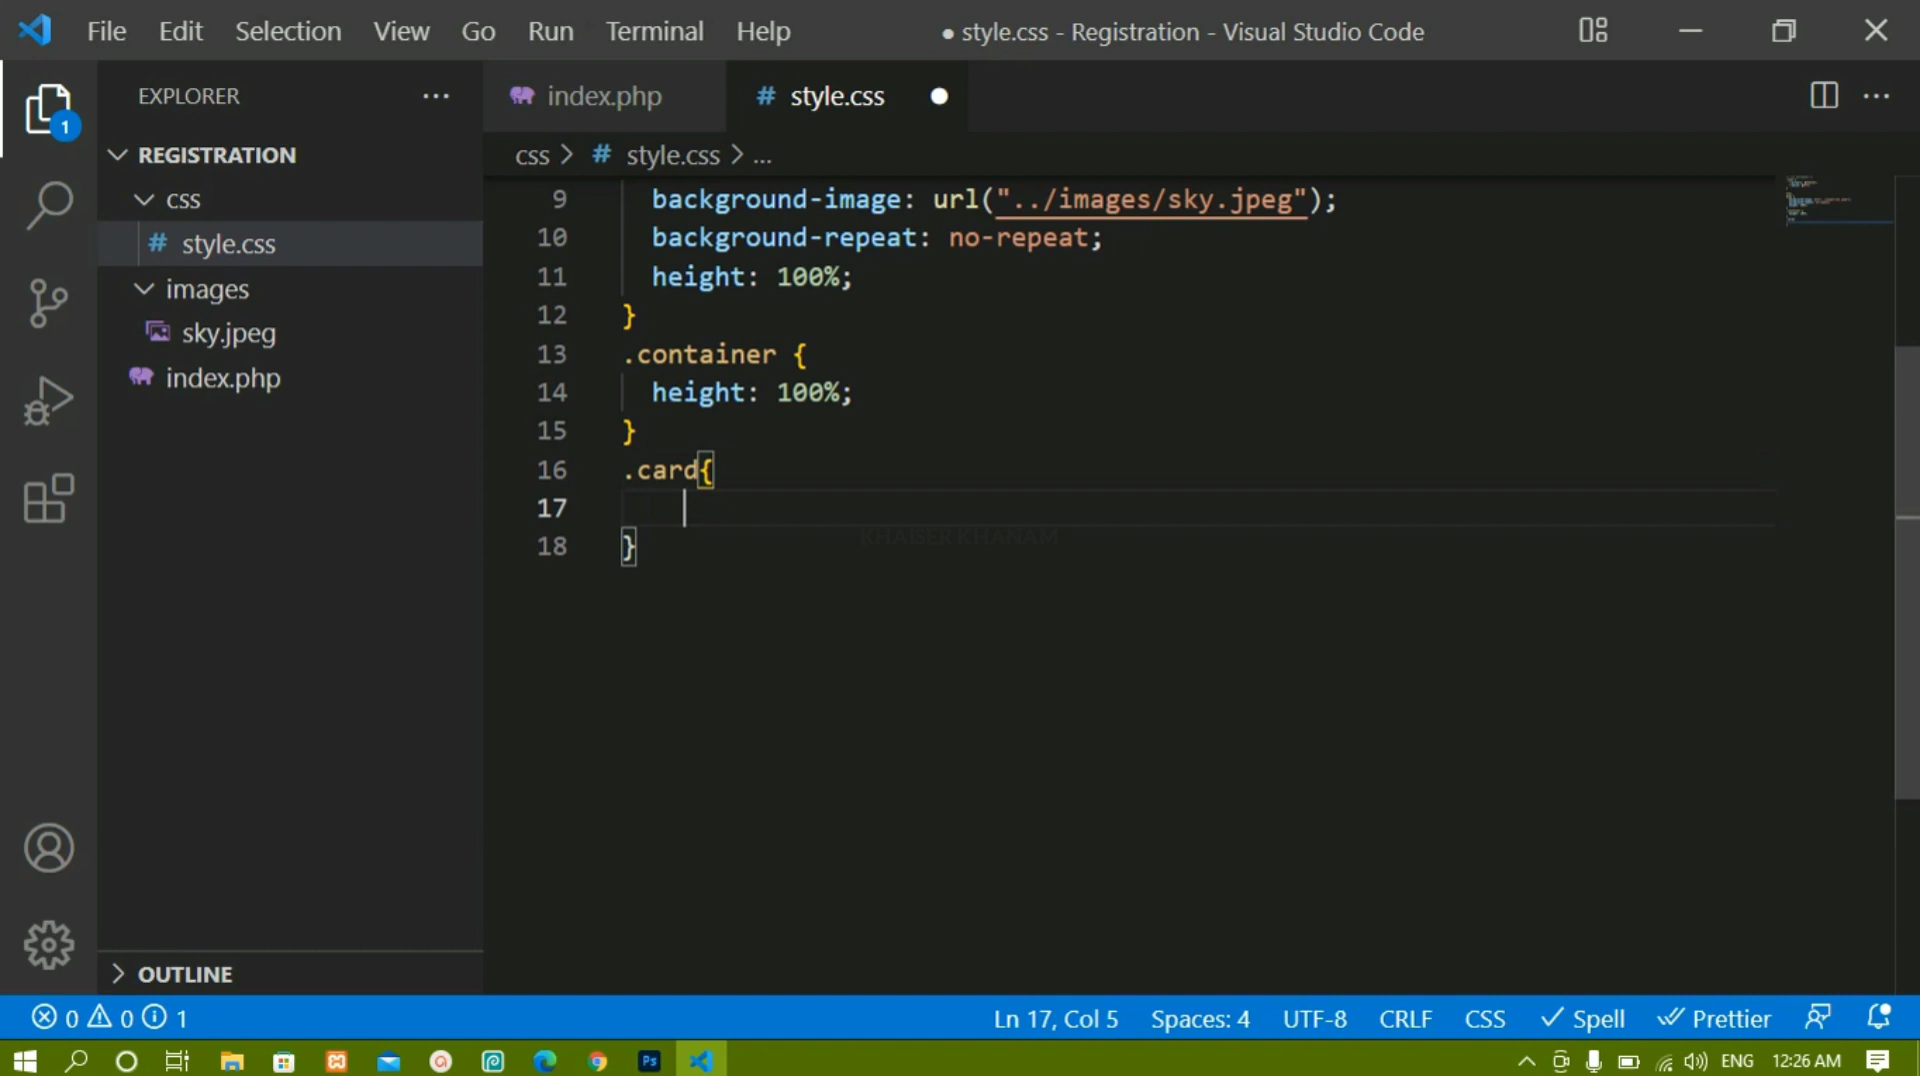 File Edit Selection View Go Run Terminal Help
● style.css - Registration - Visual Studio Code
EXPLORER
1
REGISTRATION
css
# style.css
images
sky.jpeg
index.php
OUTLINE
index.php
# style.css
css > # style.css > ...
9 background-image: url("../images/sky.jpeg");
10 background-repeat: no-repeat;
11 height: 100%;
12 }
13 .container {
14 height: 100%;
15 }
16 .card{
17
18 }
KHAISER KHANAM
0 0 1
Ln 17, Col 5 Spaces: 4 UTF-8 CRLF CSS Spell Prettier
Ps
ENG 12:26 AM